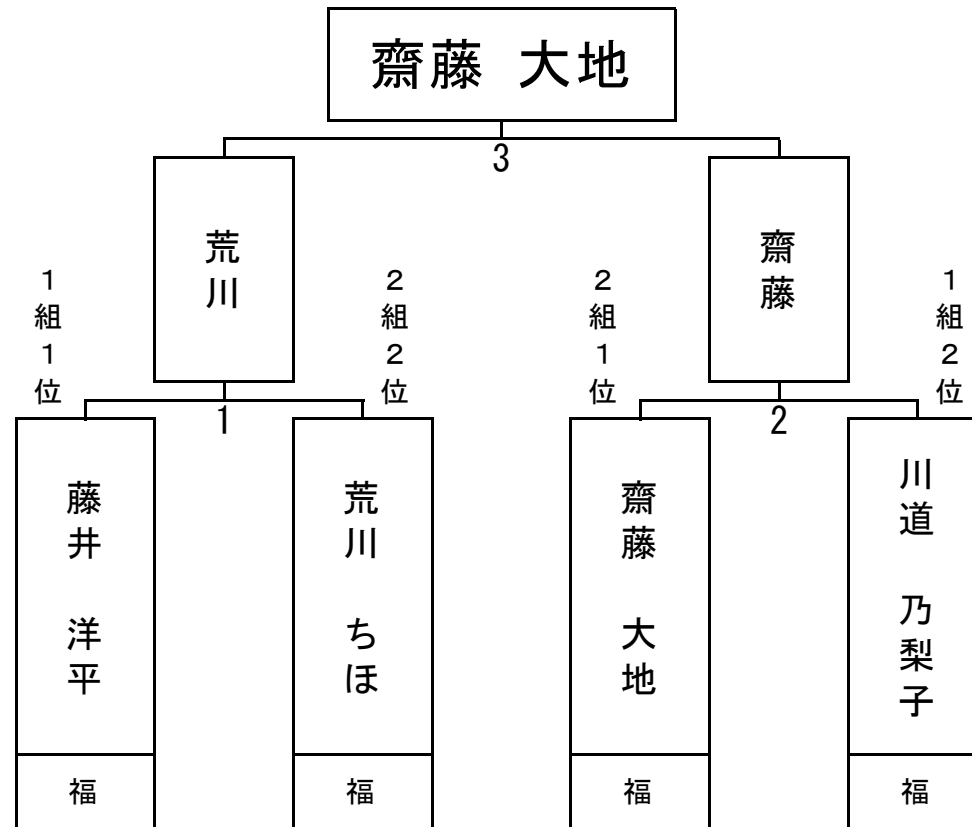 齋藤 大地
3
荒川
齋藤
1組1位
2組2位
2組1位
1組2位
1
2
藤井 洋平
荒川 ちほ
齋藤 大地
川道 乃梨子
福
福
福
福